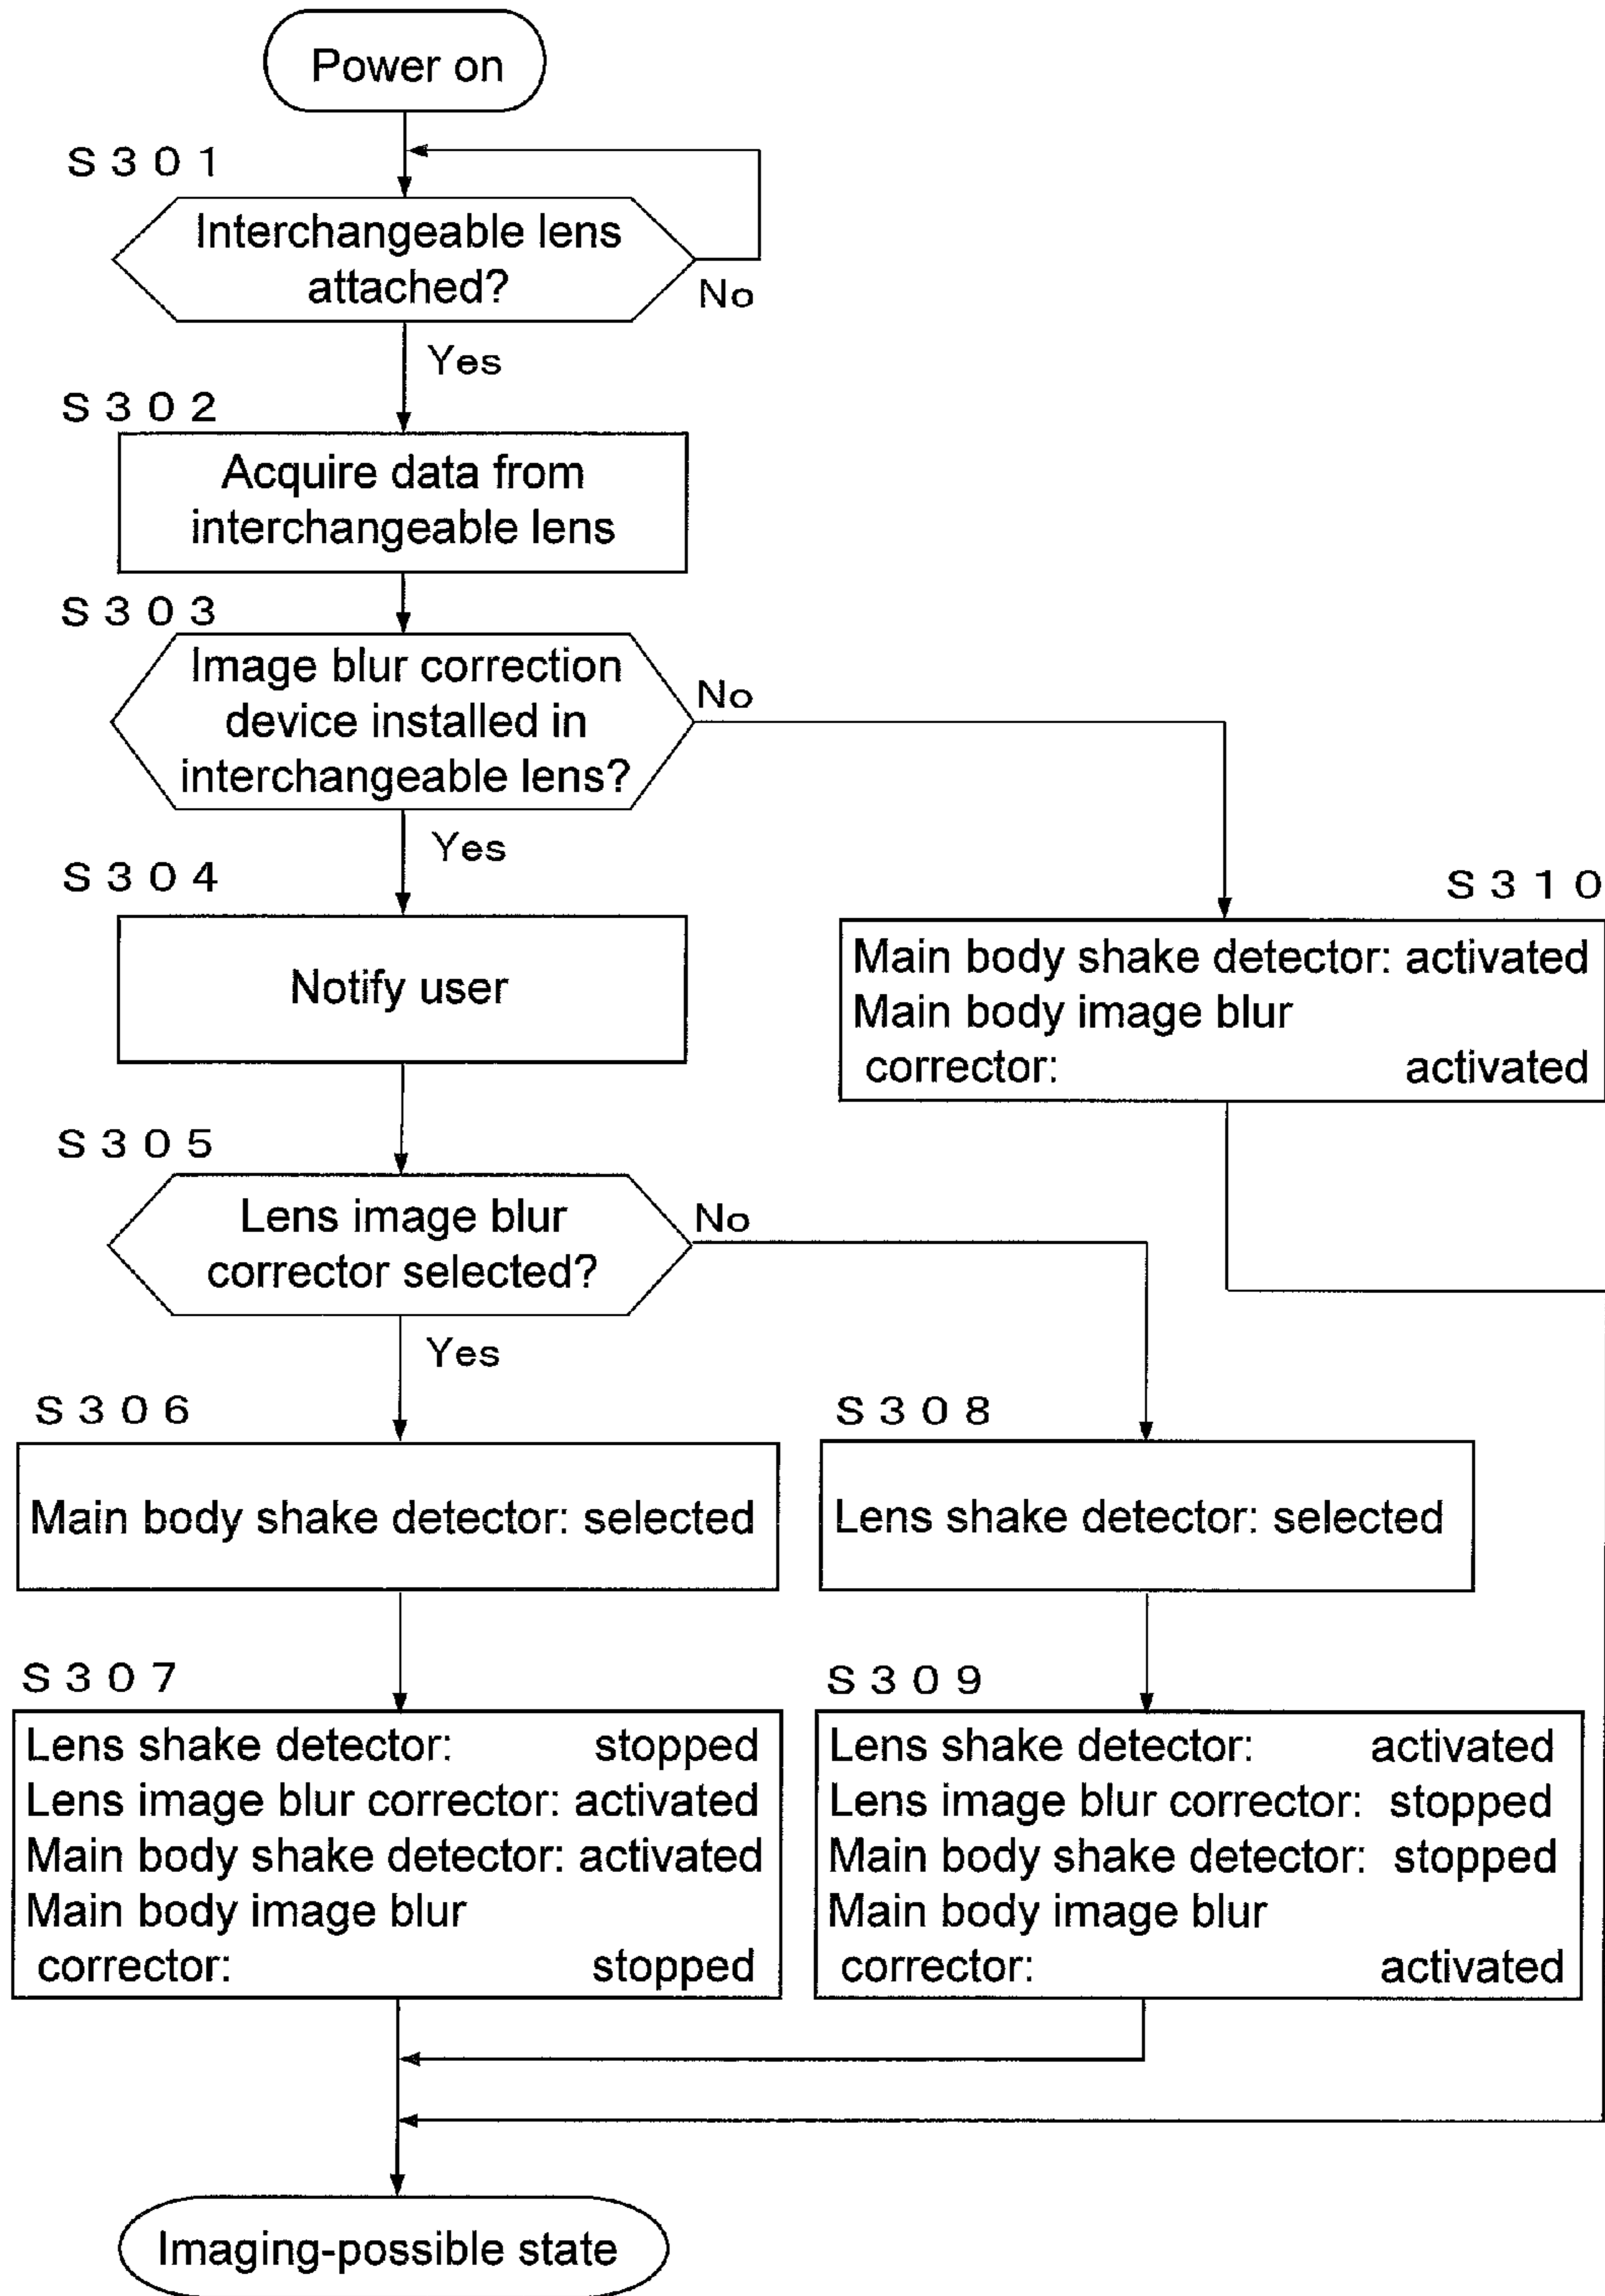 Power on
S301
Interchangeable lens
attached?
No
Yes
S302
Acquire data from
interchangeable lens
S303
Image blur correction
device installed in
interchangeable lens?
No
Yes
S304
Notify user
S310
Main body shake detector: activated
Main body image blur
corrector: activated
S305
Lens image blur
corrector selected?
No
Yes
S306
Main body shake detector: selected
S308
Lens shake detector: selected
S307
Lens shake detector: stopped
Lens image blur corrector: activated
Main body shake detector: activated
Main body image blur
corrector: stopped
S309
Lens shake detector: activated
Lens image blur corrector: stopped
Main body shake detector: stopped
Main body image blur
corrector: activated
Imaging-possible state